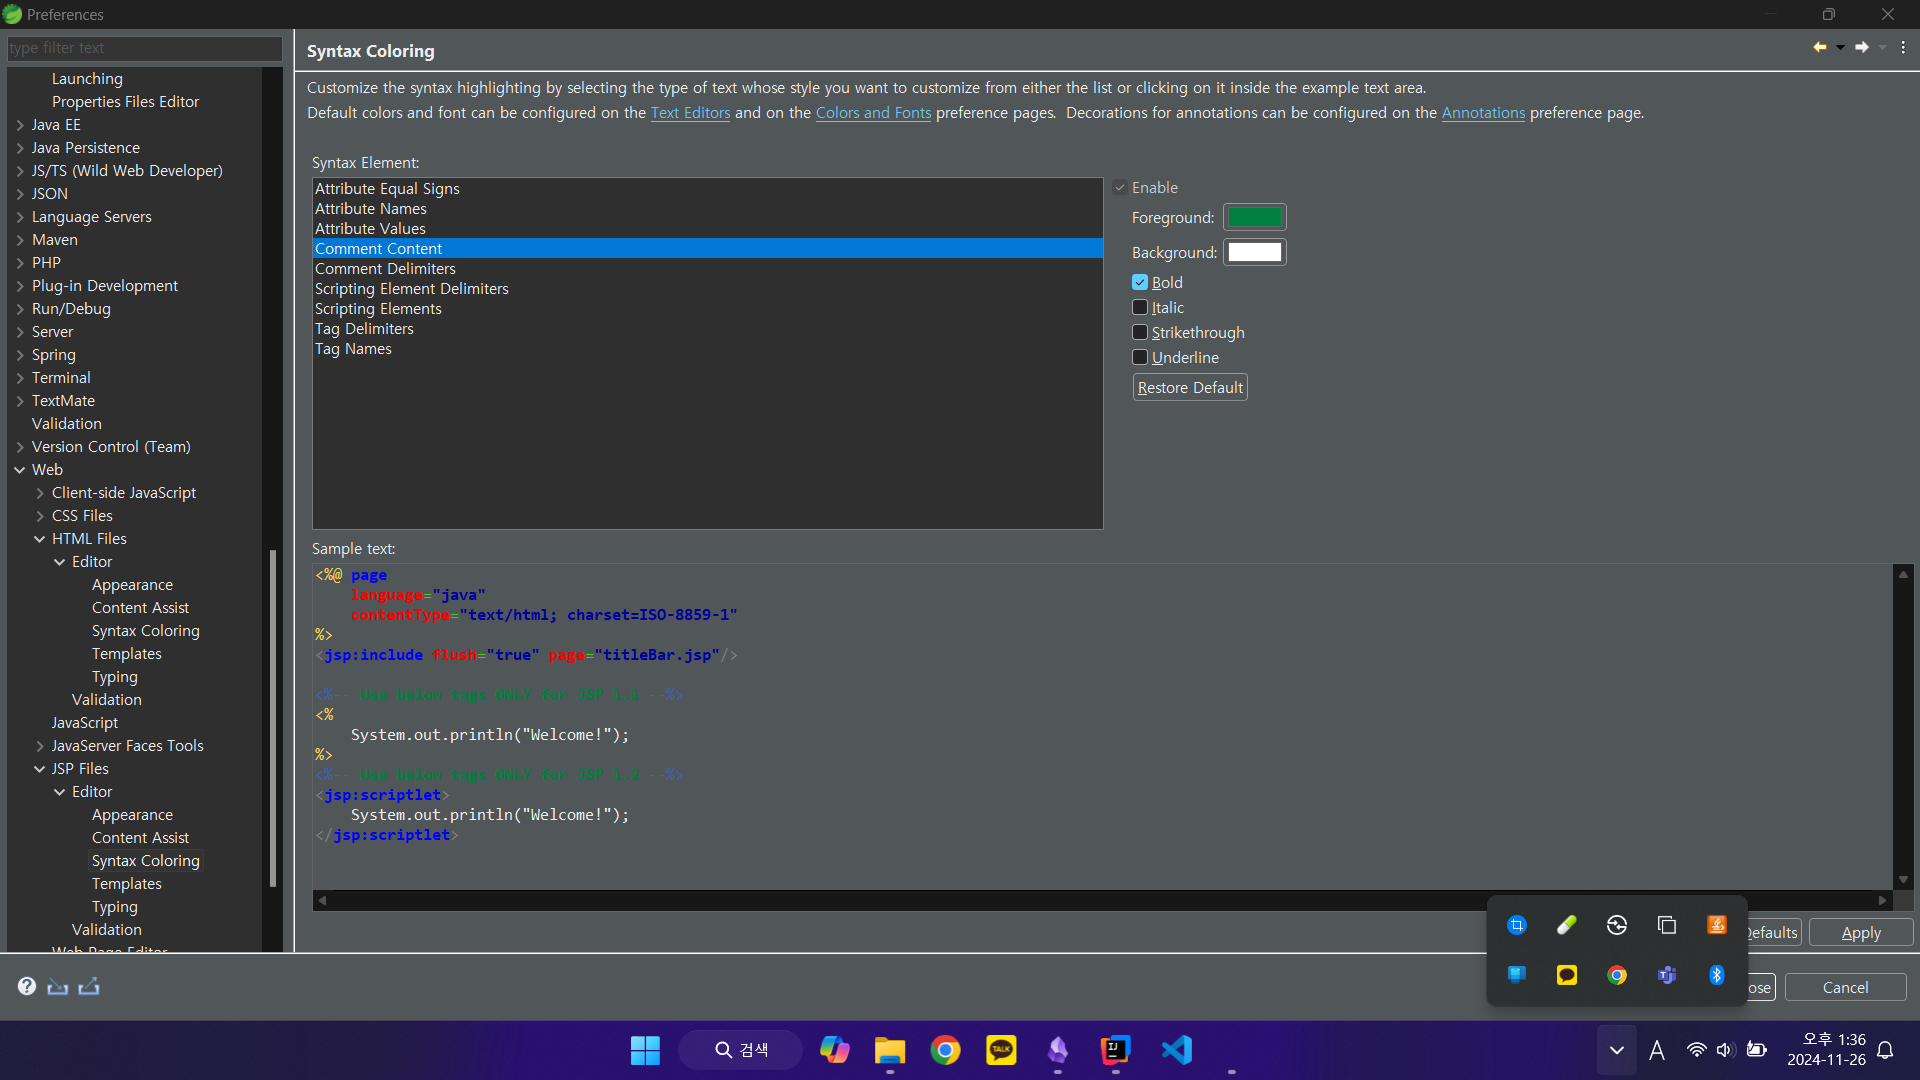 Preferences
type filter text
Launching
Properties Files Editor
Java EE
Java Persistence
JS/TS (Wild Web Developer)
JSON
Language Servers
Maven
PHP
Plug-in Development
Run/Debug
Server
Spring
Terminal
TextMate
Validation
Version Control (Team)
Web
Client-side JavaScript
CSS Files
HTML Files
Editor
Appearance
Content Assist
Syntax Coloring
Templates
Typing
Validation
JavaScript
JavaServer Faces Tools
JSP Files
Editor
Appearance
Content Assist
Syntax Coloring
Templates
Typing
Validation
Web Page Editor
Syntax Coloring
Customize the syntax highlighting by selecting the type of text whose style you want to customize from either the list or clicking on it inside the example text area.
Default colors and font can be configured on the Text Editors and on the Colors and Fonts preference pages.  Decorations for annotations can be configured on the Annotations preference page.
Syntax Element:
Attribute Equal Signs
Attribute Names
Attribute Values
Comment Content
Comment Delimiters
Scripting Element Delimiters
Scripting Elements
Tag Delimiters
Tag Names
Enable
Foreground:
Background:
Bold
Italic
Strikethrough
Underline
Restore Default
Sample text:
<%@ page
language="java"
contentType="text/html; charset=ISO-8859-1"
%>
<jsp:include flush="true" page="titleBar.jsp"/>
<%-- Use below tags ONLY for JSP 1.1 --%>
<%
System.out.println("Welcome!");
%>
<%-- Use below tags ONLY for JSP 1.2 --%>
<jsp:scriptlet>
System.out.println("Welcome!");
</jsp:scriptlet>
Defaults
Apply
ose
Cancel
검색
TALK
IJ
A
오후 1:36
2024-11-26